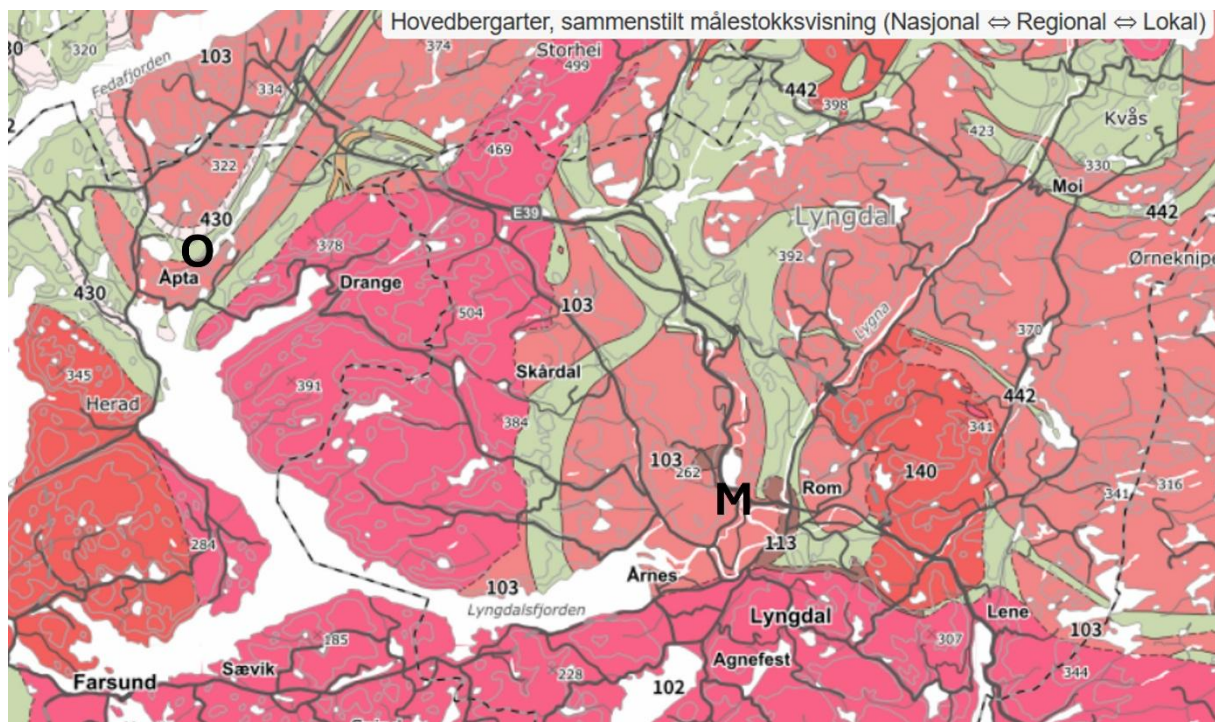 Hovedbergarter, sammenstilt målestokksvisning (Nasjonal ⇔ Regional ⇔ Lokal)
320
103
374
Storhei
499
Fedafjorden
334
442
398
Kvås
423
330
469
322
Moi
E39
442
430
O
Lyngdal
378
392
Ørneknipe
Åpta
Drange
430
103
504
Lygna
370
345
391
Skårdal
Herad
384
442
341
103
262
140
M
Rom
341
316
284
113
Årnes
103
Lyngdalsfjorden
Lyngdal
Lene
185
307
103
Sævik
228
Agnefest
344
Farsund
102